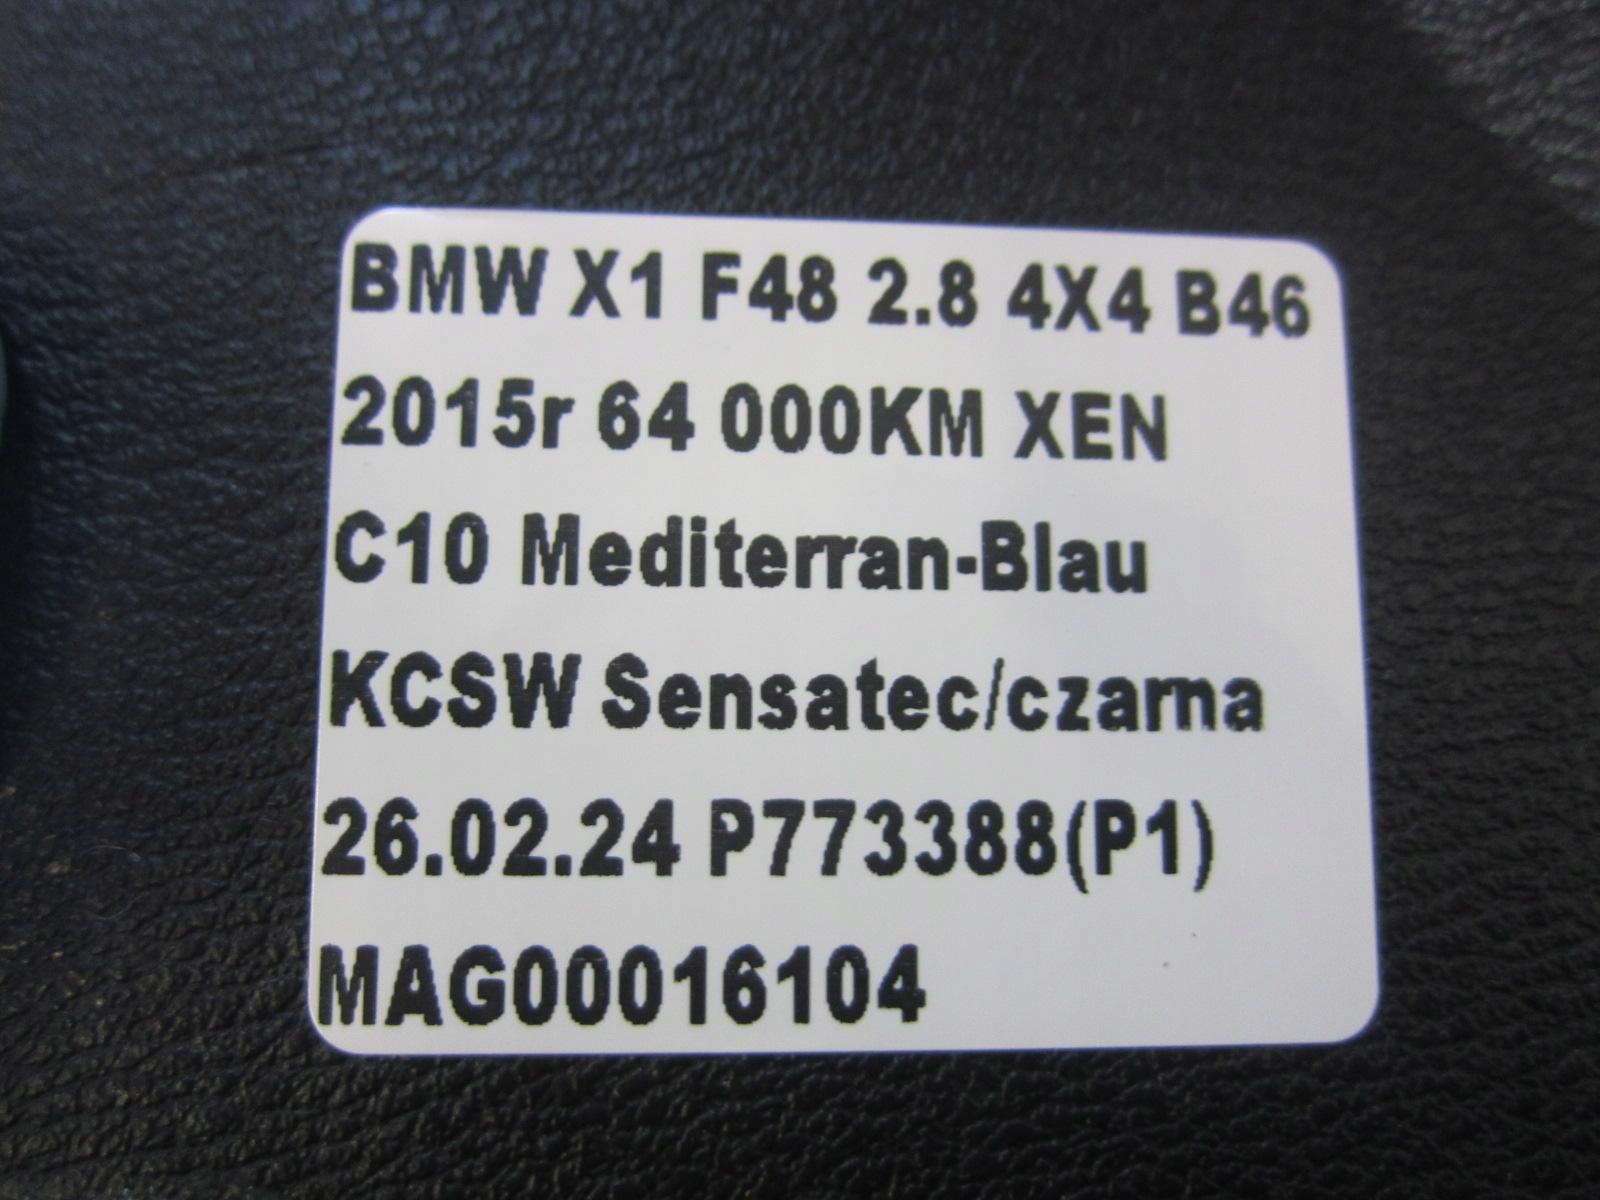 BMW X1 F48 2.8 4X4 B46
2015r 64 000KM XEN
C10 Mediterran-Blau
KCSW Sensatec/czarna
26.02.24 P773388(P1)
MAG00016104